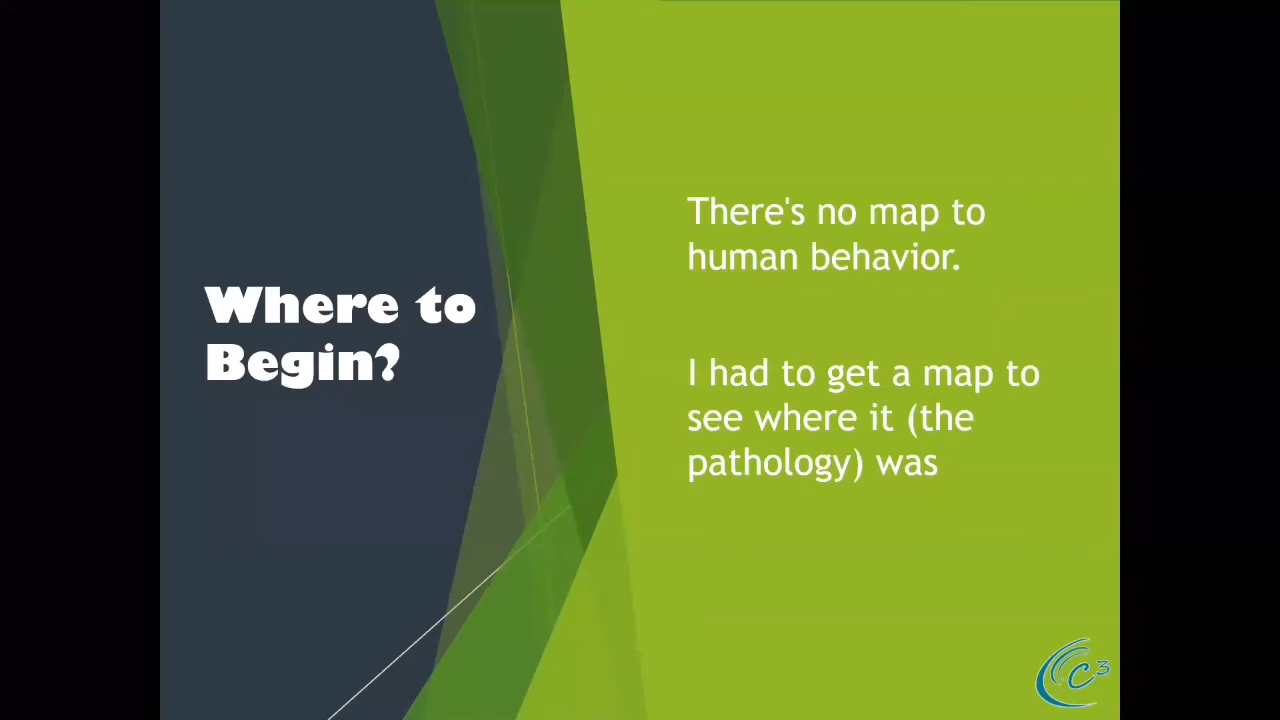 Where to
Begin?
There's no map to
human behavior.
I had to get a map to
see where it (the
pathology) was
C3